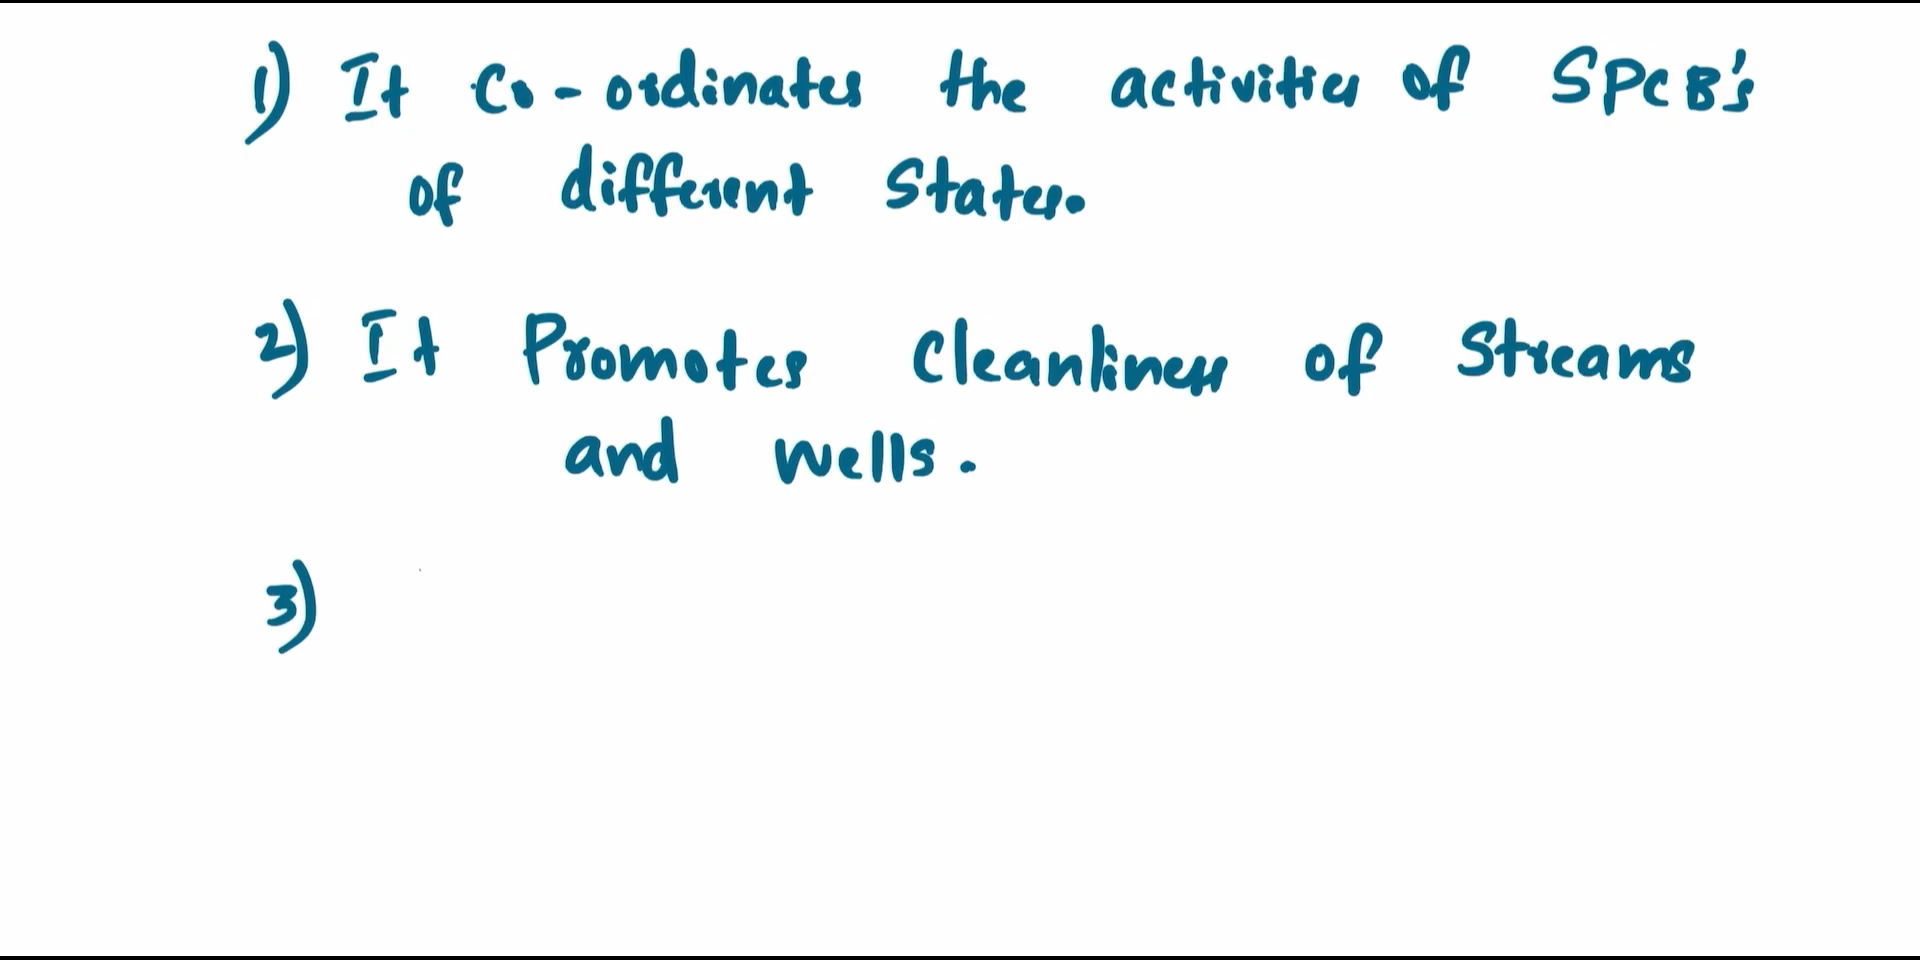 1) It Co-ordinates the activities of SPCB's
of different States.
2) It Promotes Cleanliness of Streams
and wells.
3)